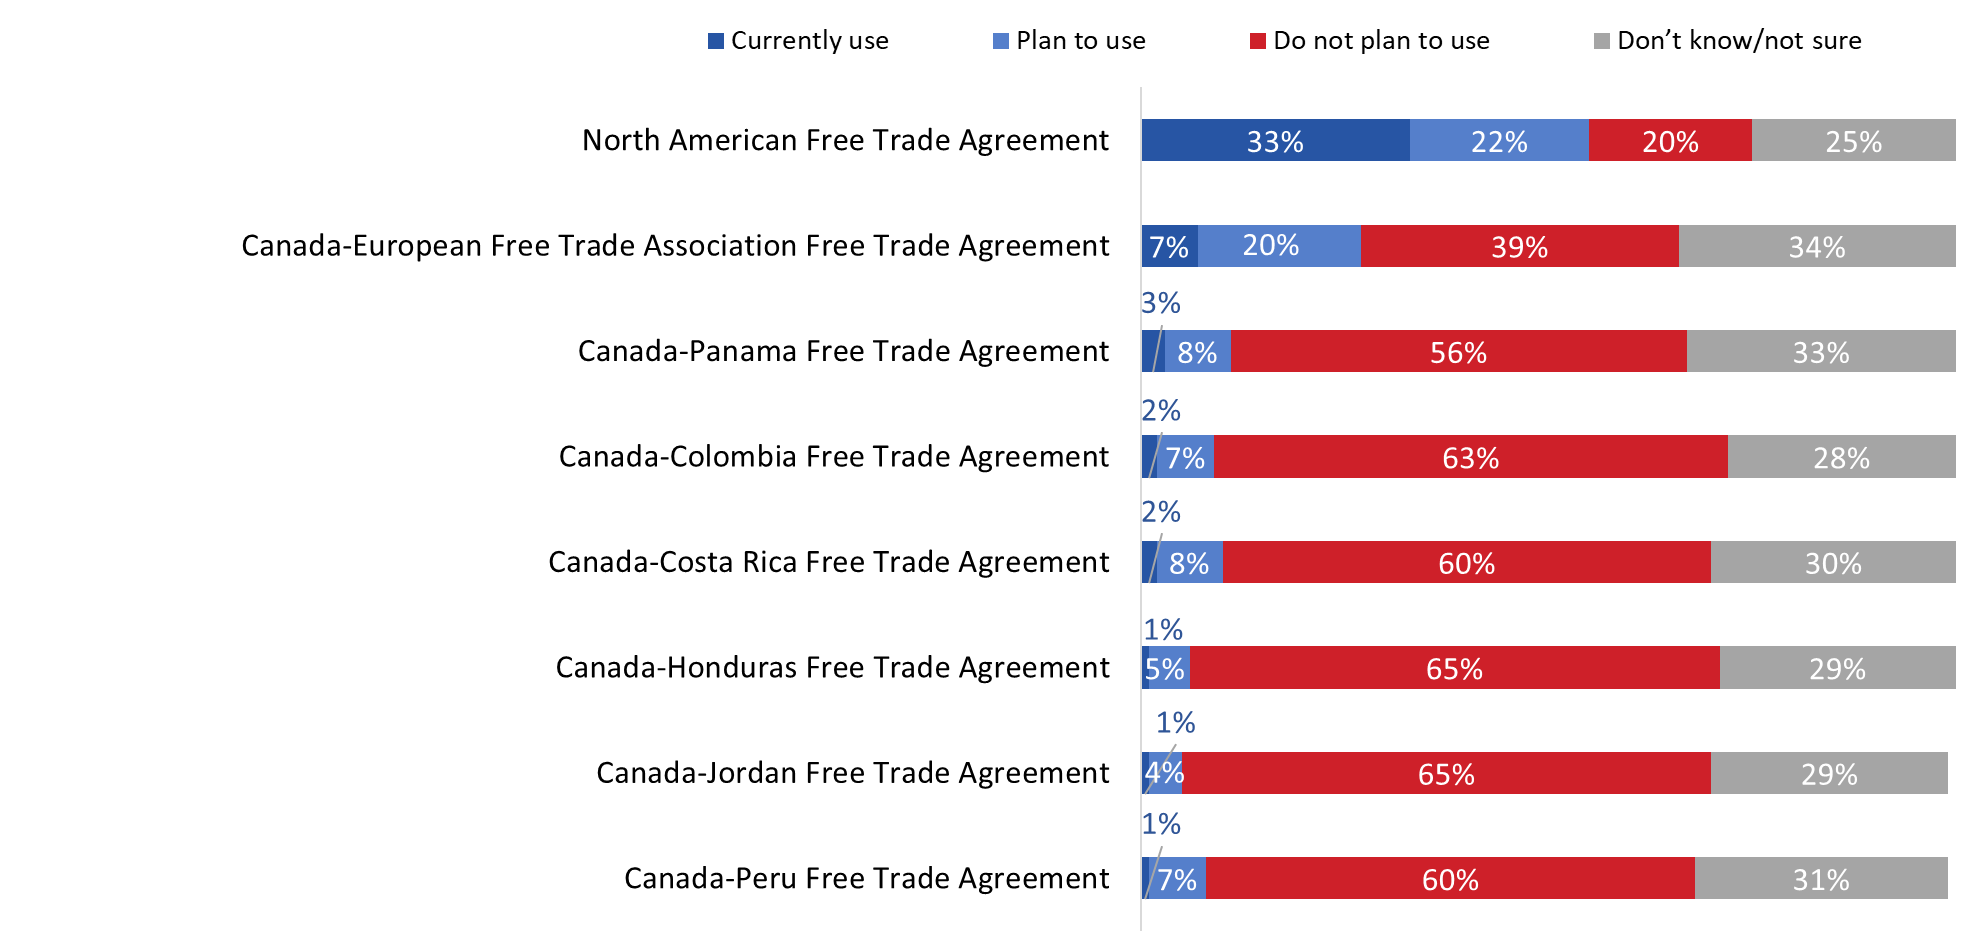 Currently use Plan to use Do not plan to use Don’t know/not sure
North American Free Trade Agreement 33% 22% 20% 25%
Canada-European Free Trade Association Free Trade Agreement 7% 20% 39% 34%
3%
Canada-Panama Free Trade Agreement 8% 56% 33%
2%
Canada-Colombia Free Trade Agreement 7% 63% 28%
2%
Canada-Costa Rica Free Trade Agreement 8% 60% 30%
1%
Canada-Honduras Free Trade Agreement 5% 65% 29%
1%
Canada-Jordan Free Trade Agreement 4% 65% 29%
1%
Canada-Peru Free Trade Agreement 7% 60% 31%